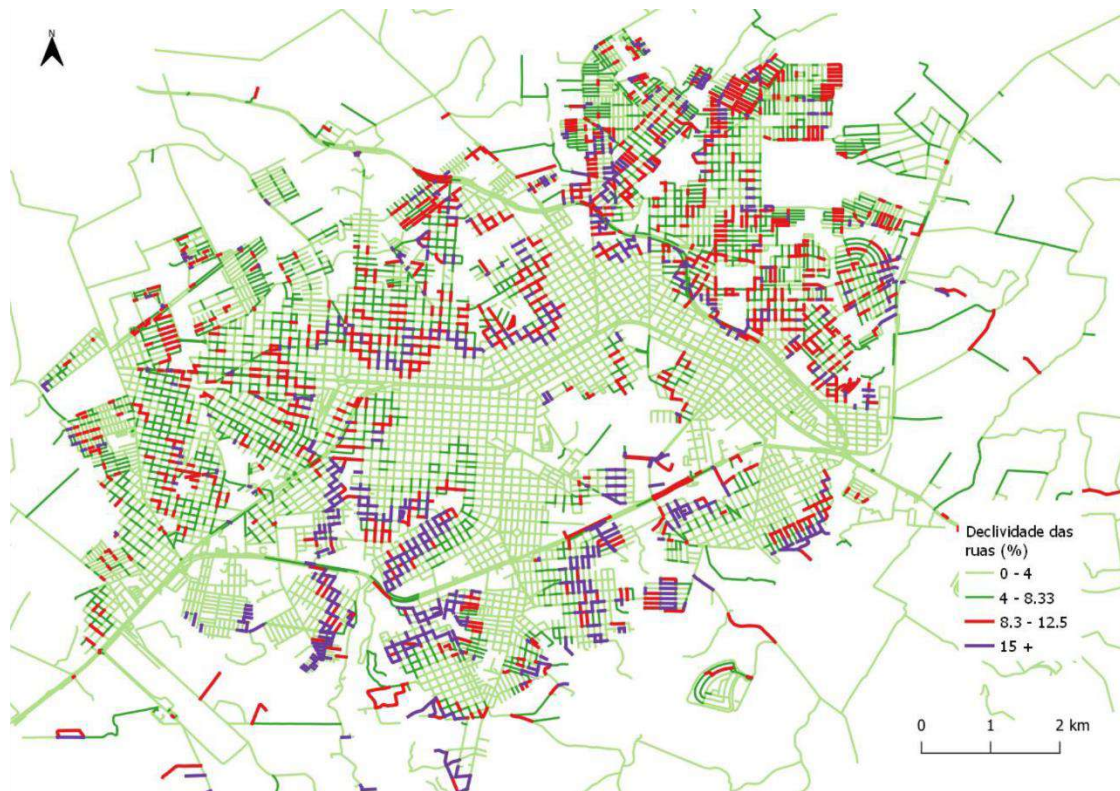 N
Declividade das
ruas (%)
0 - 4
4 - 8.33
8.3 - 12.5
15 +
0 1 2 km